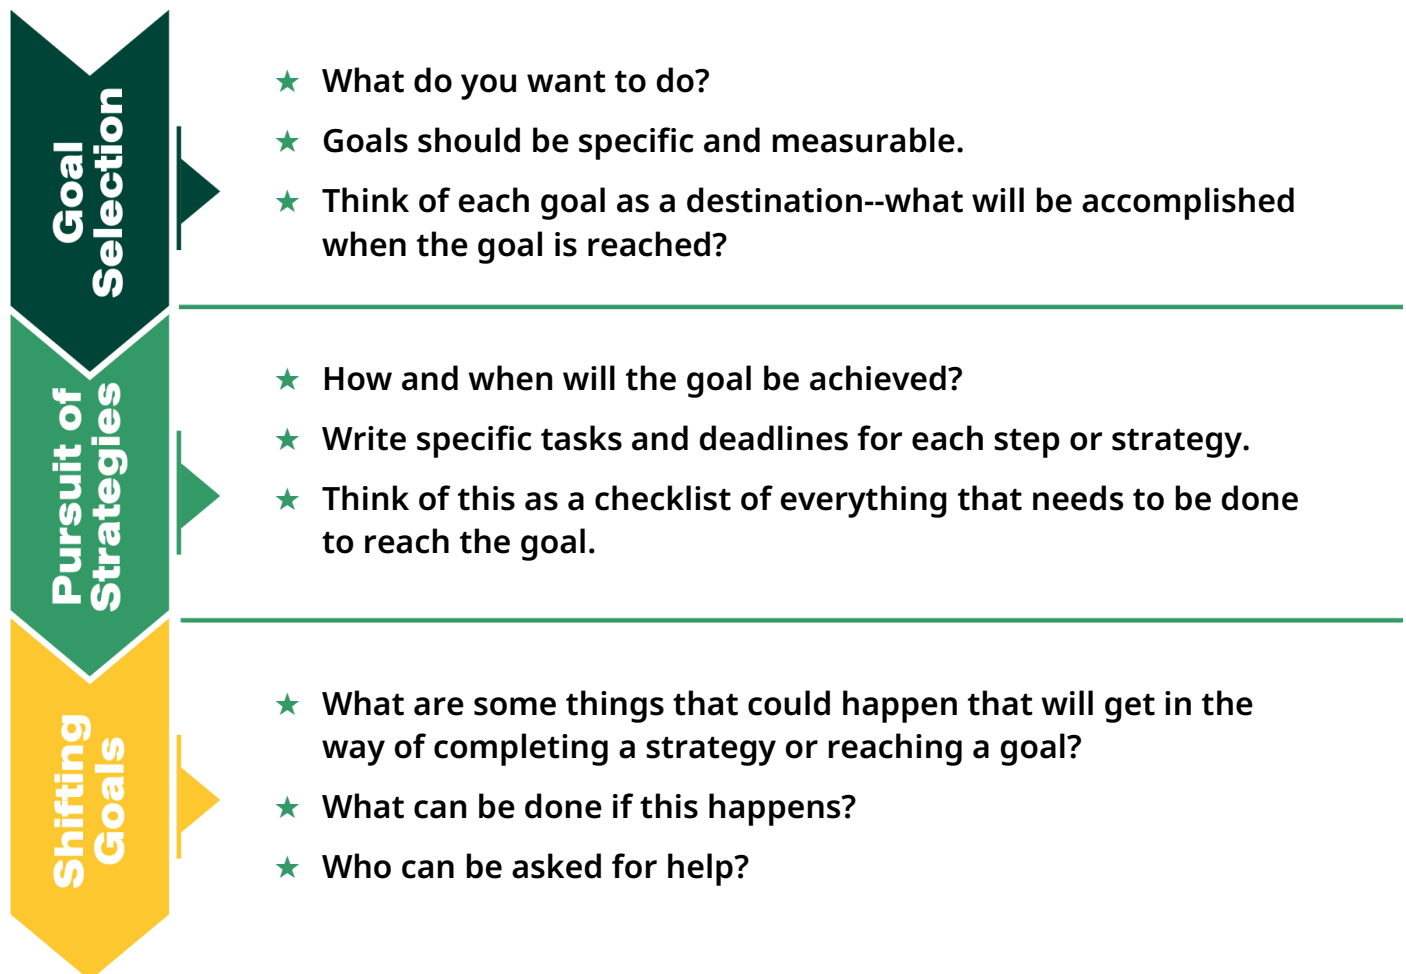 Goal
Selection
★ What do you want to do?
★ Goals should be specific and measurable.
★ Think of each goal as a destination--what will be accomplished
when the goal is reached?
Pursuit of
Strategies
★ How and when will the goal be achieved?
★ Write specific tasks and deadlines for each step or strategy.
★ Think of this as a checklist of everything that needs to be done
to reach the goal.
Shifting
Goals
★ What are some things that could happen that will get in the
way of completing a strategy or reaching a goal?
★ What can be done if this happens?
★ Who can be asked for help?